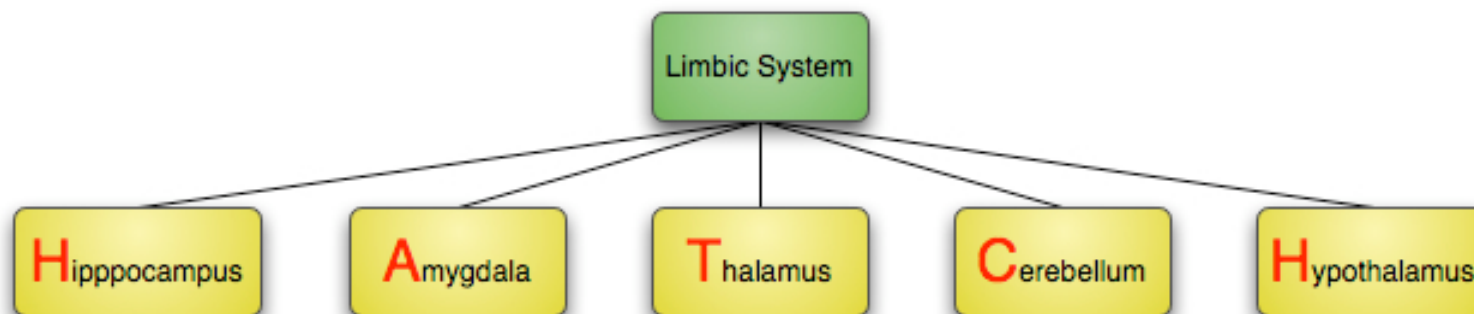 Limbic System
Hipppocampus
Amygdala
Thalamus
Cerebellum
Hypothalamus